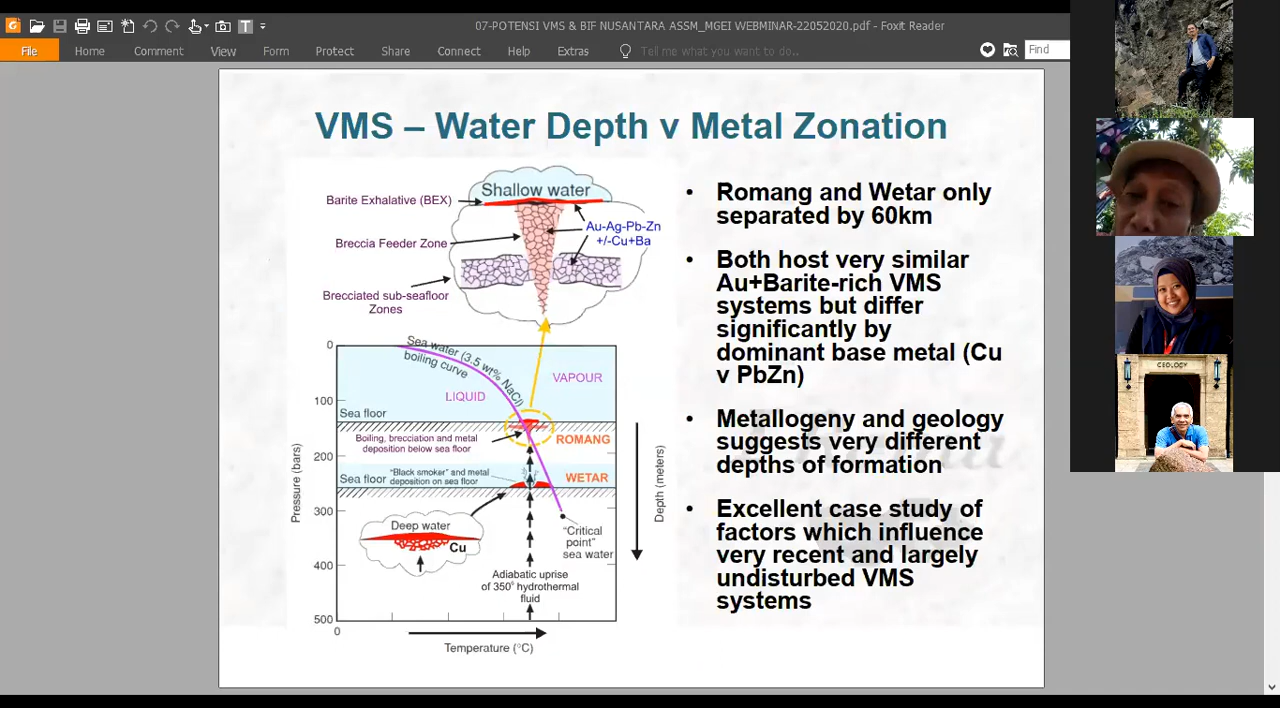 07-POTENSI VMS & BIF NUSANTARA ASSM_MGEI WEBMINAR-22052020.pdf - Foxit Reader
File Home Comment View Form Protect Share Connect Help Extras Tell me what you want to do.. Find
VMS – Water Depth v Metal Zonation
Shallow water
Barite Exhalative (BEX)
Breccia Feeder Zone
Brecciated sub-seafloor
Zones
Au-Ag-Pb-Zn
+/-Cu+Ba
0
100
200
300
400
500
Pressure (bars)
Sea water (3.5 wt% NaCl)
boiling curve
LIQUID
VAPOUR
Sea floor
Boiling, brecciation and metal
deposition below sea floor
ROMANG
Sea floor
"Black smoker" and metal
deposition on sea floor
WETAR
Deep water
Cu
"Critical
point"
sea water
Adiabatic uprise
of 350° hydrothermal
fluid
Depth (meters)
0
Temperature (°C)
• Romang and Wetar only
separated by 60km
• Both host very similar
Au+Barite-rich VMS
systems but differ
significantly by
dominant base metal (Cu
v PbZn)
• Metallogeny and geology
suggests very different
depths of formation
• Excellent case study of
factors which influence
very recent and largely
undisturbed VMS
systems
GEOLOGY